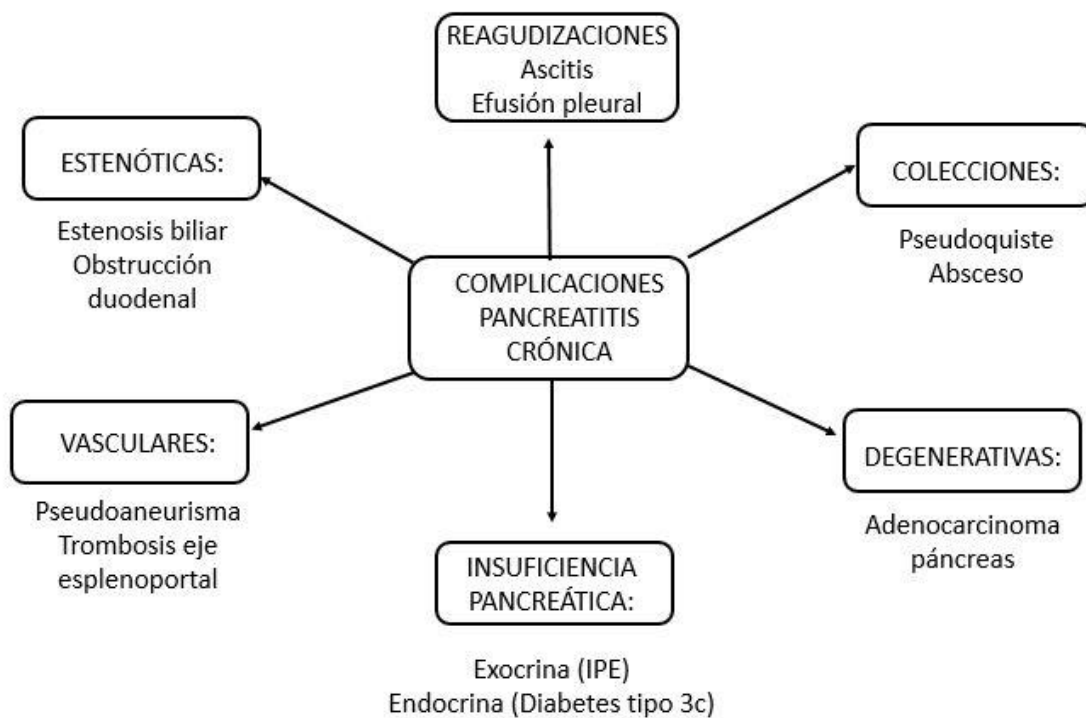 REAGUDIZACIONES
Ascitis
Efusión pleural
ESTENÓTICAS:
Estenosis biliar
Obstrucción
duodenal
COLECCIONES:
Pseudoquiste
Absceso
COMPLICACIONES
PANCREATITIS
CRÓNICA
VASCULARES:
Pseudoaneurisma
Trombosis eje
esplenoportal
DEGENERATIVAS:
Adenocarcinoma
páncreas
INSUFICIENCIA
PANCREÁTICA:
Exocrina (IPE)
Endocrina (Diabetes tipo 3c)